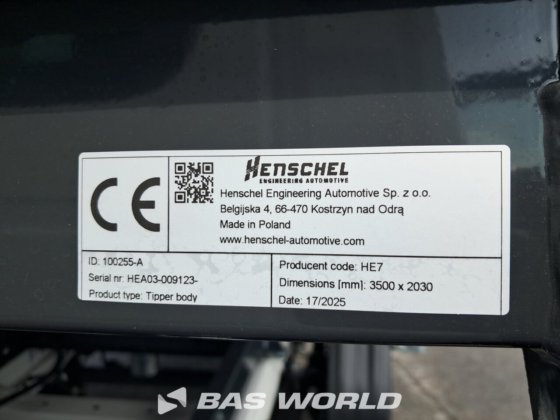 CE
HENSCHEL
ENGINEERING AUTOMOTIVE
Henschel Engineering Automotive Sp. z o.o.
Belgijska 4, 66-470 Kostrzyn nad Odrą
Made in Poland
www.henschel-automotive.com
ID: 100255-A
Serial nr: HEA03-009123-
Product type: Tipper body
Producent code: HE7
Dimensions [mm]: 3500 x 2030
Date: 17/2025
BAS WORLD